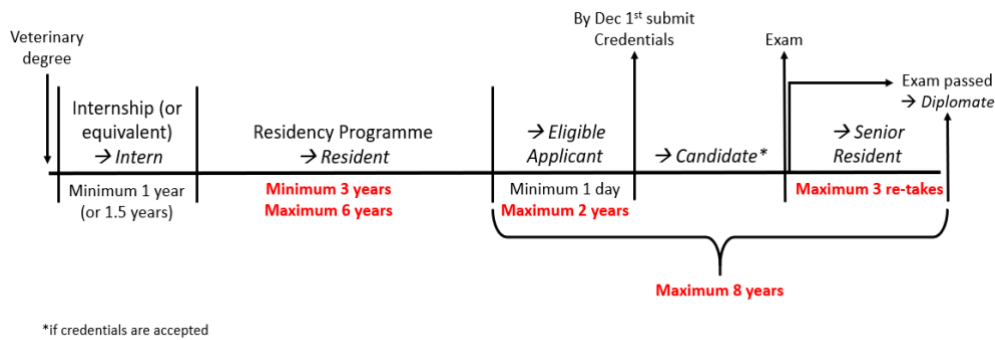 Veterinary
degree
Internship (or
equivalent)
→ Intern
Minimum 1 year
(or 1.5 years)
Residency Programme
→ Resident
Minimum 3 years
Maximum 6 years
→ Eligible
Applicant
Minimum 1 day
Maximum 2 years
By Dec 1st submit
Credentials
→ Candidate*
Exam
→ Senior
Resident
Maximum 3 re-takes
Exam passed
→ Diplomate
Maximum 8 years
*if credentials are accepted